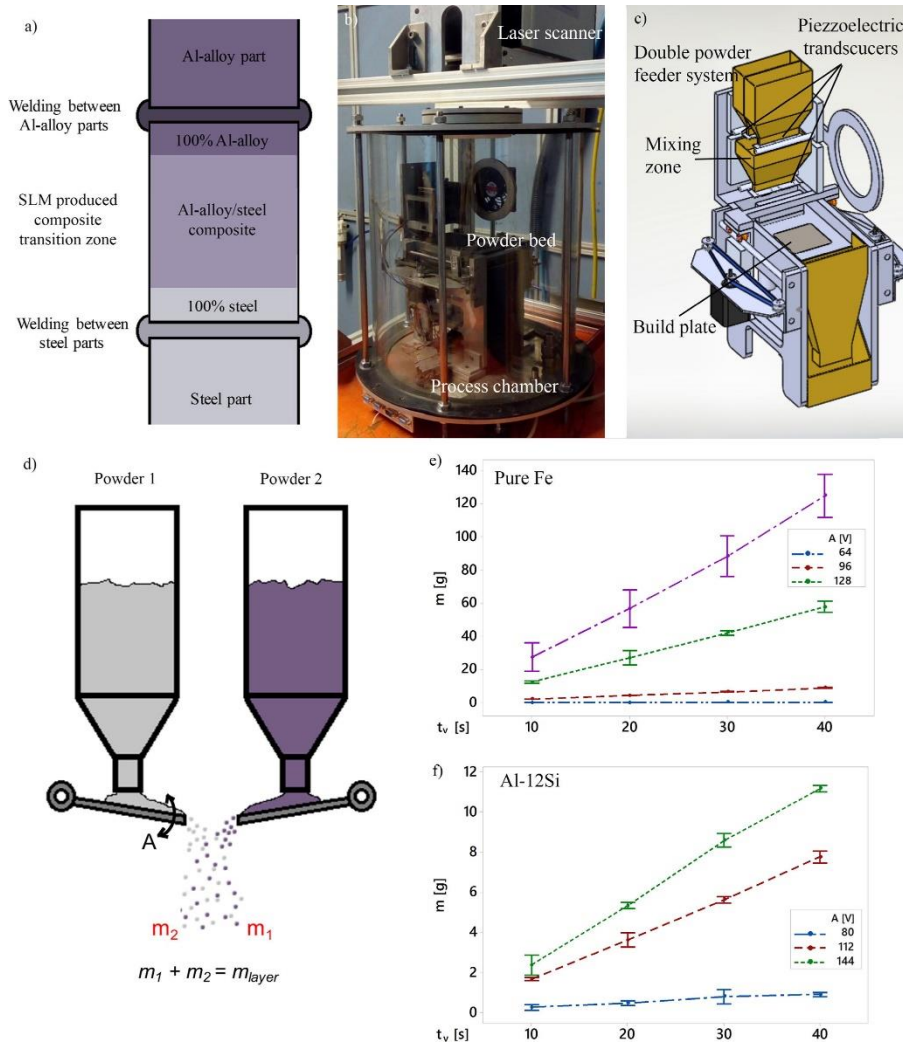 a)
Al-alloy part
Welding between
Al-alloy parts
100% Al-alloy
SLM produced
composite
transition zone
Al-alloy/steel
composite
100% steel
Welding between
steel parts
Steel part
b)
Laser scanner
Powder bed
Process chamber
c)
Piezzoelectric
trandscucers
Double powder
feeder system
Mixing
zone
Build plate
d)
Powder 1
Powder 2
A
m2
m1
m1 + m2 = mlayer
e)
Pure Fe
140
120
100
80
60
40
20
0
m [g]
A [V]
64
96
128
tv [s]
10
20
30
40
f)
Al-12Si
12
10
8
6
4
2
0
m [g]
A [V]
80
112
144
tv [s]
10
20
30
40